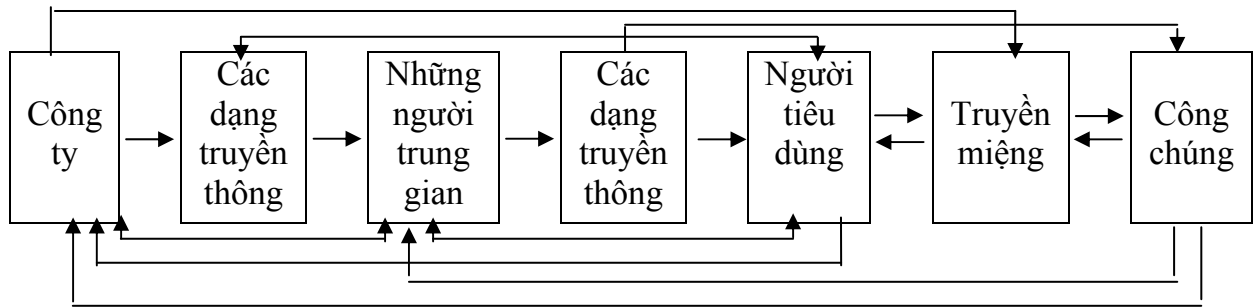 Công
ty
Các
dạng
truyền
thông
Những
người
trung
gian
Các
dạng
truyền
thông
Người
tiêu
dùng
Truyền
miệng
Công
chúng